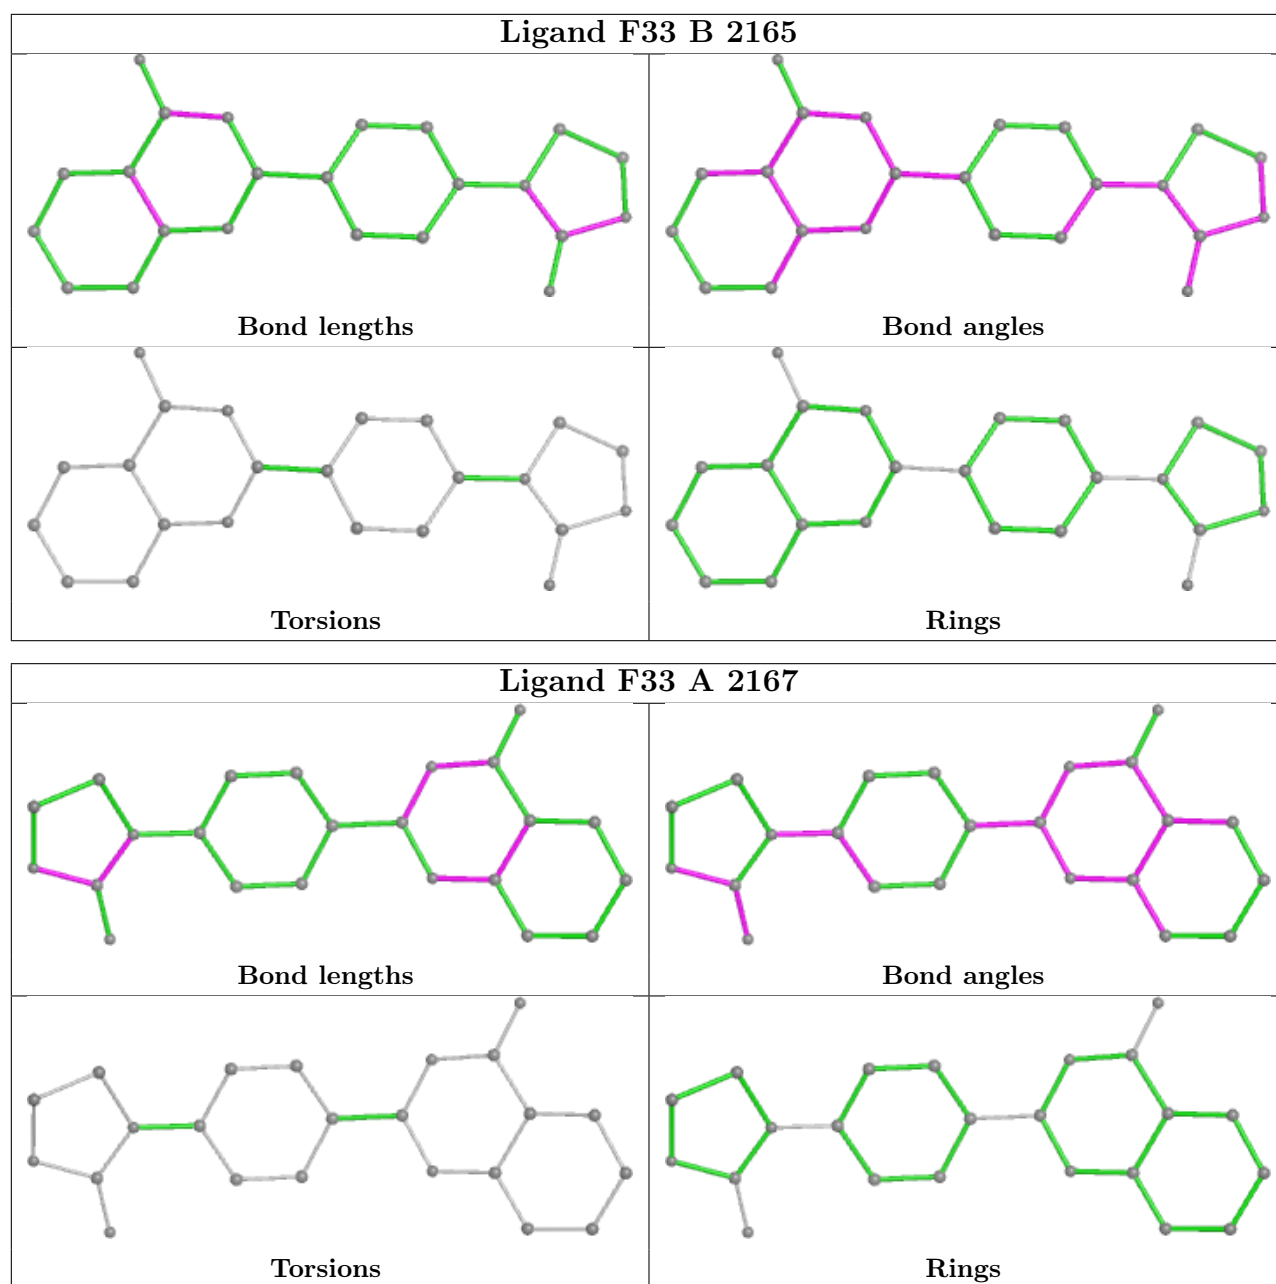 Ligand F33 B 2165
Bond lengths
Bond angles
Torsions
Rings
Ligand F33 A 2167
Bond lengths
Bond angles
Torsions
Rings